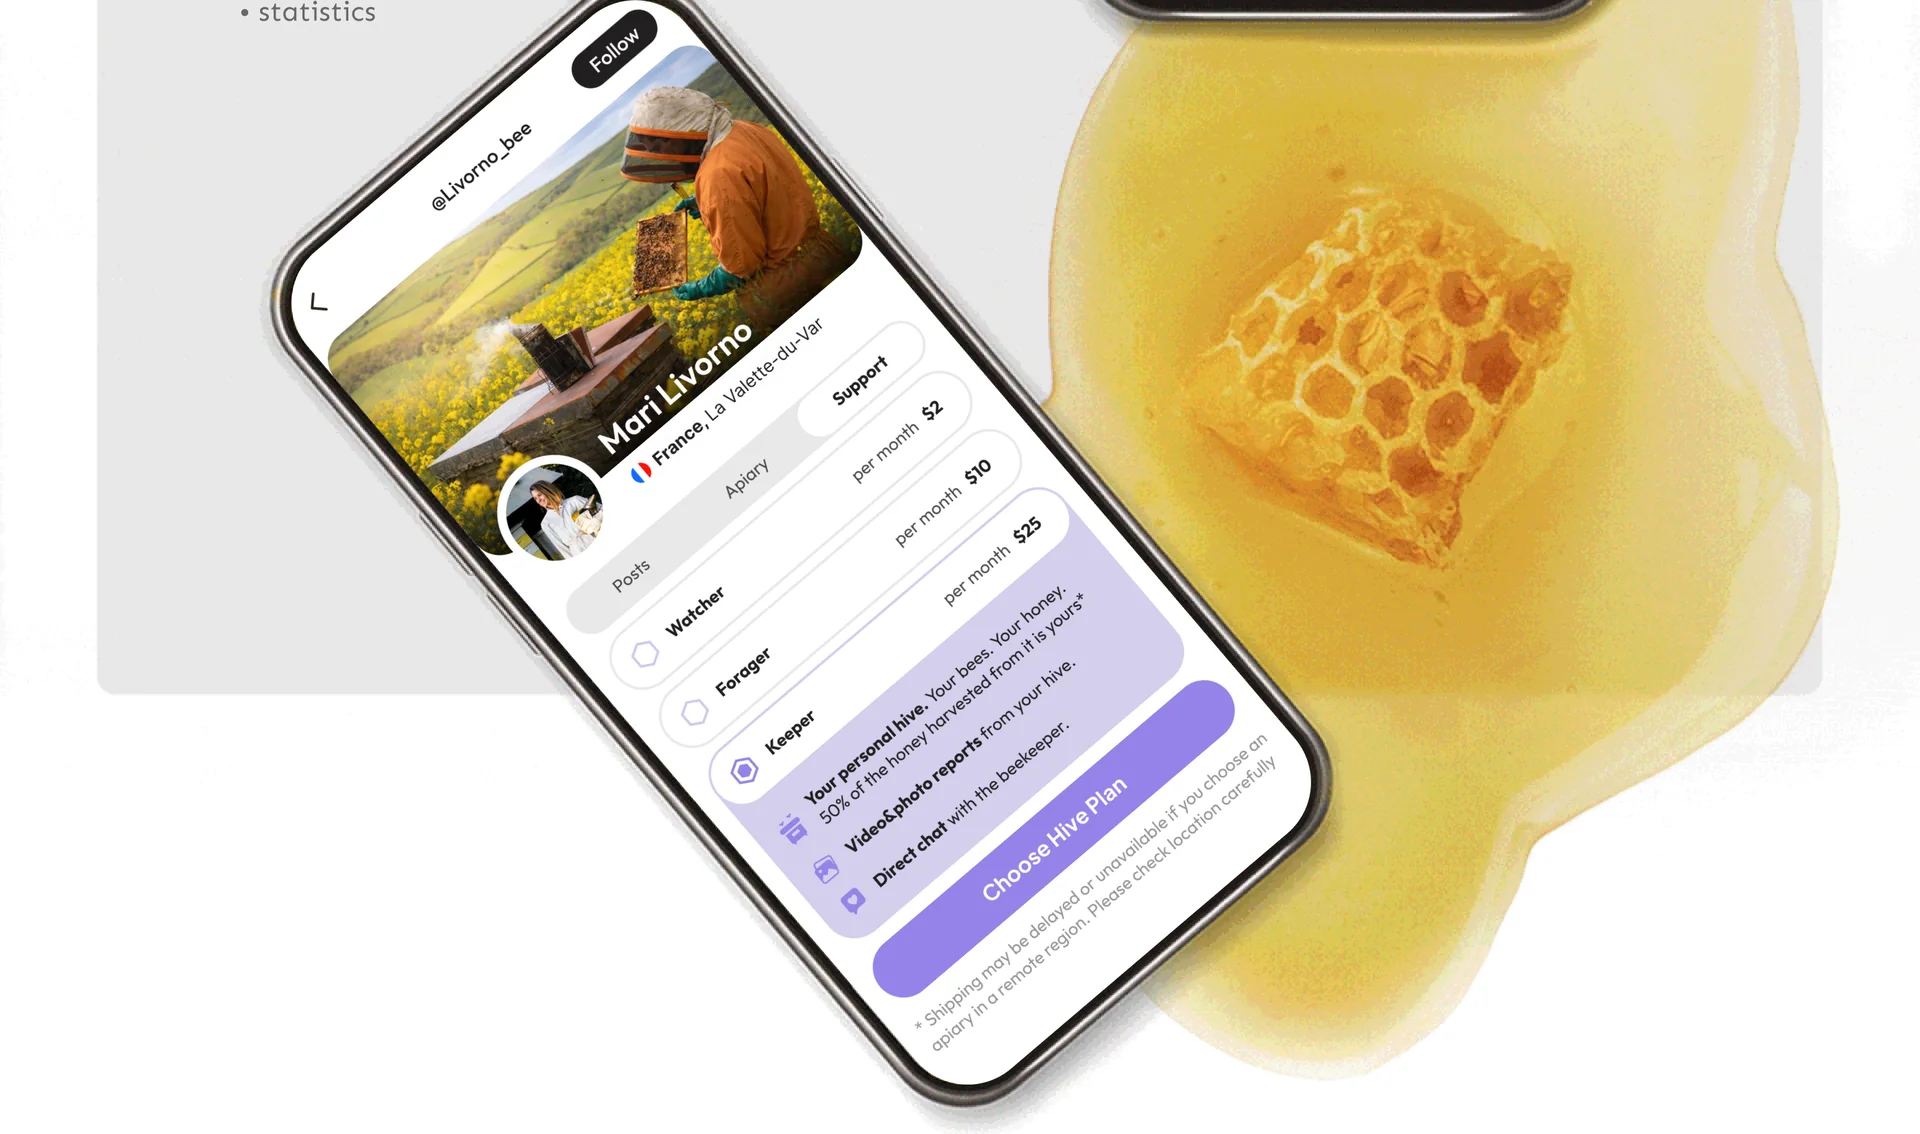 • statistics
Follow
@Livorno_bee
Mari Livorno
France, La Valette-du-Var
Posts Apiary Support
Watcher per month $2
Forager per month $10
Keeper per month $25
Your personal hive. Your bees. Your honey.
50% of the honey harvested from it is yours*
Video&photo reports from your hive.
Direct chat with the beekeeper.
Choose Hive Plan
* Shipping may be delayed or unavailable if you choose an
apiary in a remote region. Please check location carefully